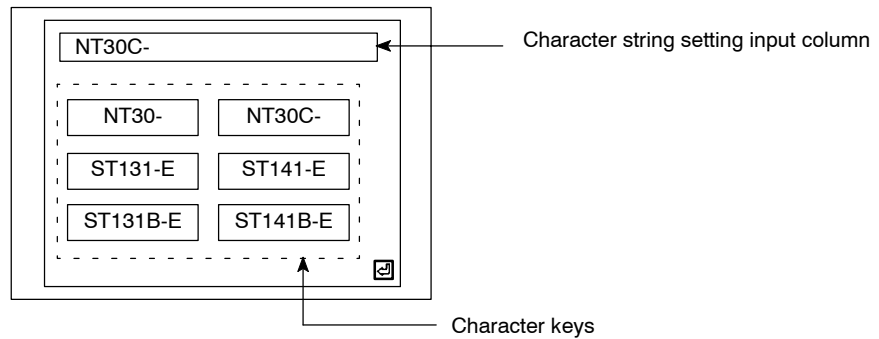 NT30C-
Character string setting input column
NT30- NT30C-
ST131-E ST141-E
ST131B-E ST141B-E
Character keys